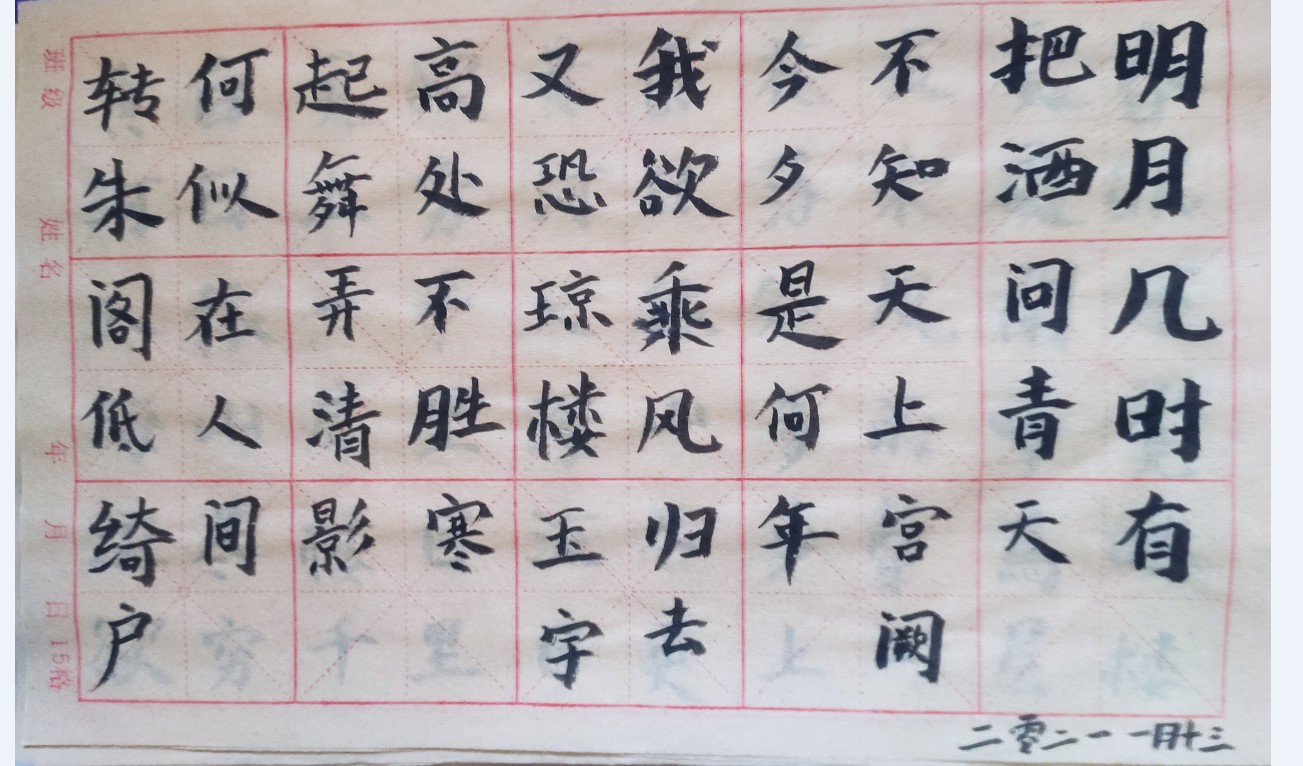 明月几时有
把酒问青天
不知天上宫阙
今夕是何年
我欲乘风归去
又恐琼楼玉宇
高处不胜寒
起舞弄清影
何似在人间
转朱阁低绮户
二零二一 一月十三
班级 姓名 年 月 日 15格